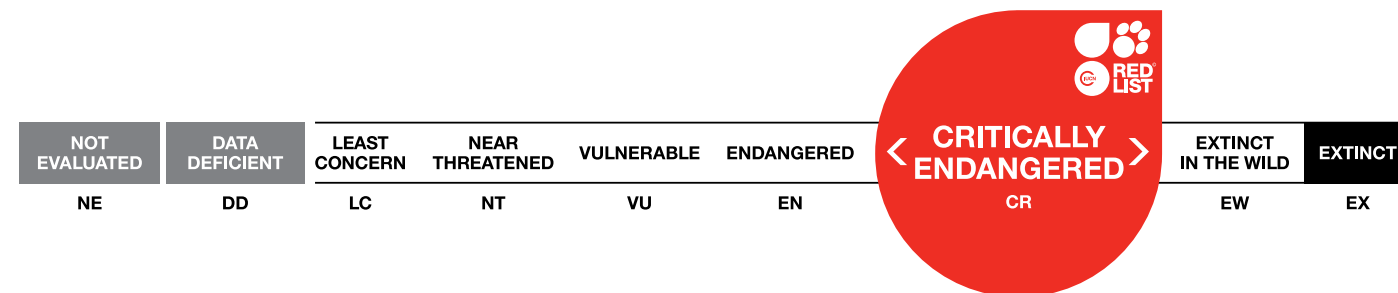 RED
LIST
IUCN
NOT
EVALUATED
DATA
DEFICIENT
LEAST
CONCERN
NEAR
THREATENED
VULNERABLE
ENDANGERED
< CRITICALLY
ENDANGERED >
EXTINCT
IN THE WILD
EXTINCT
NE
DD
LC
NT
VU
EN
CR
EW
EX